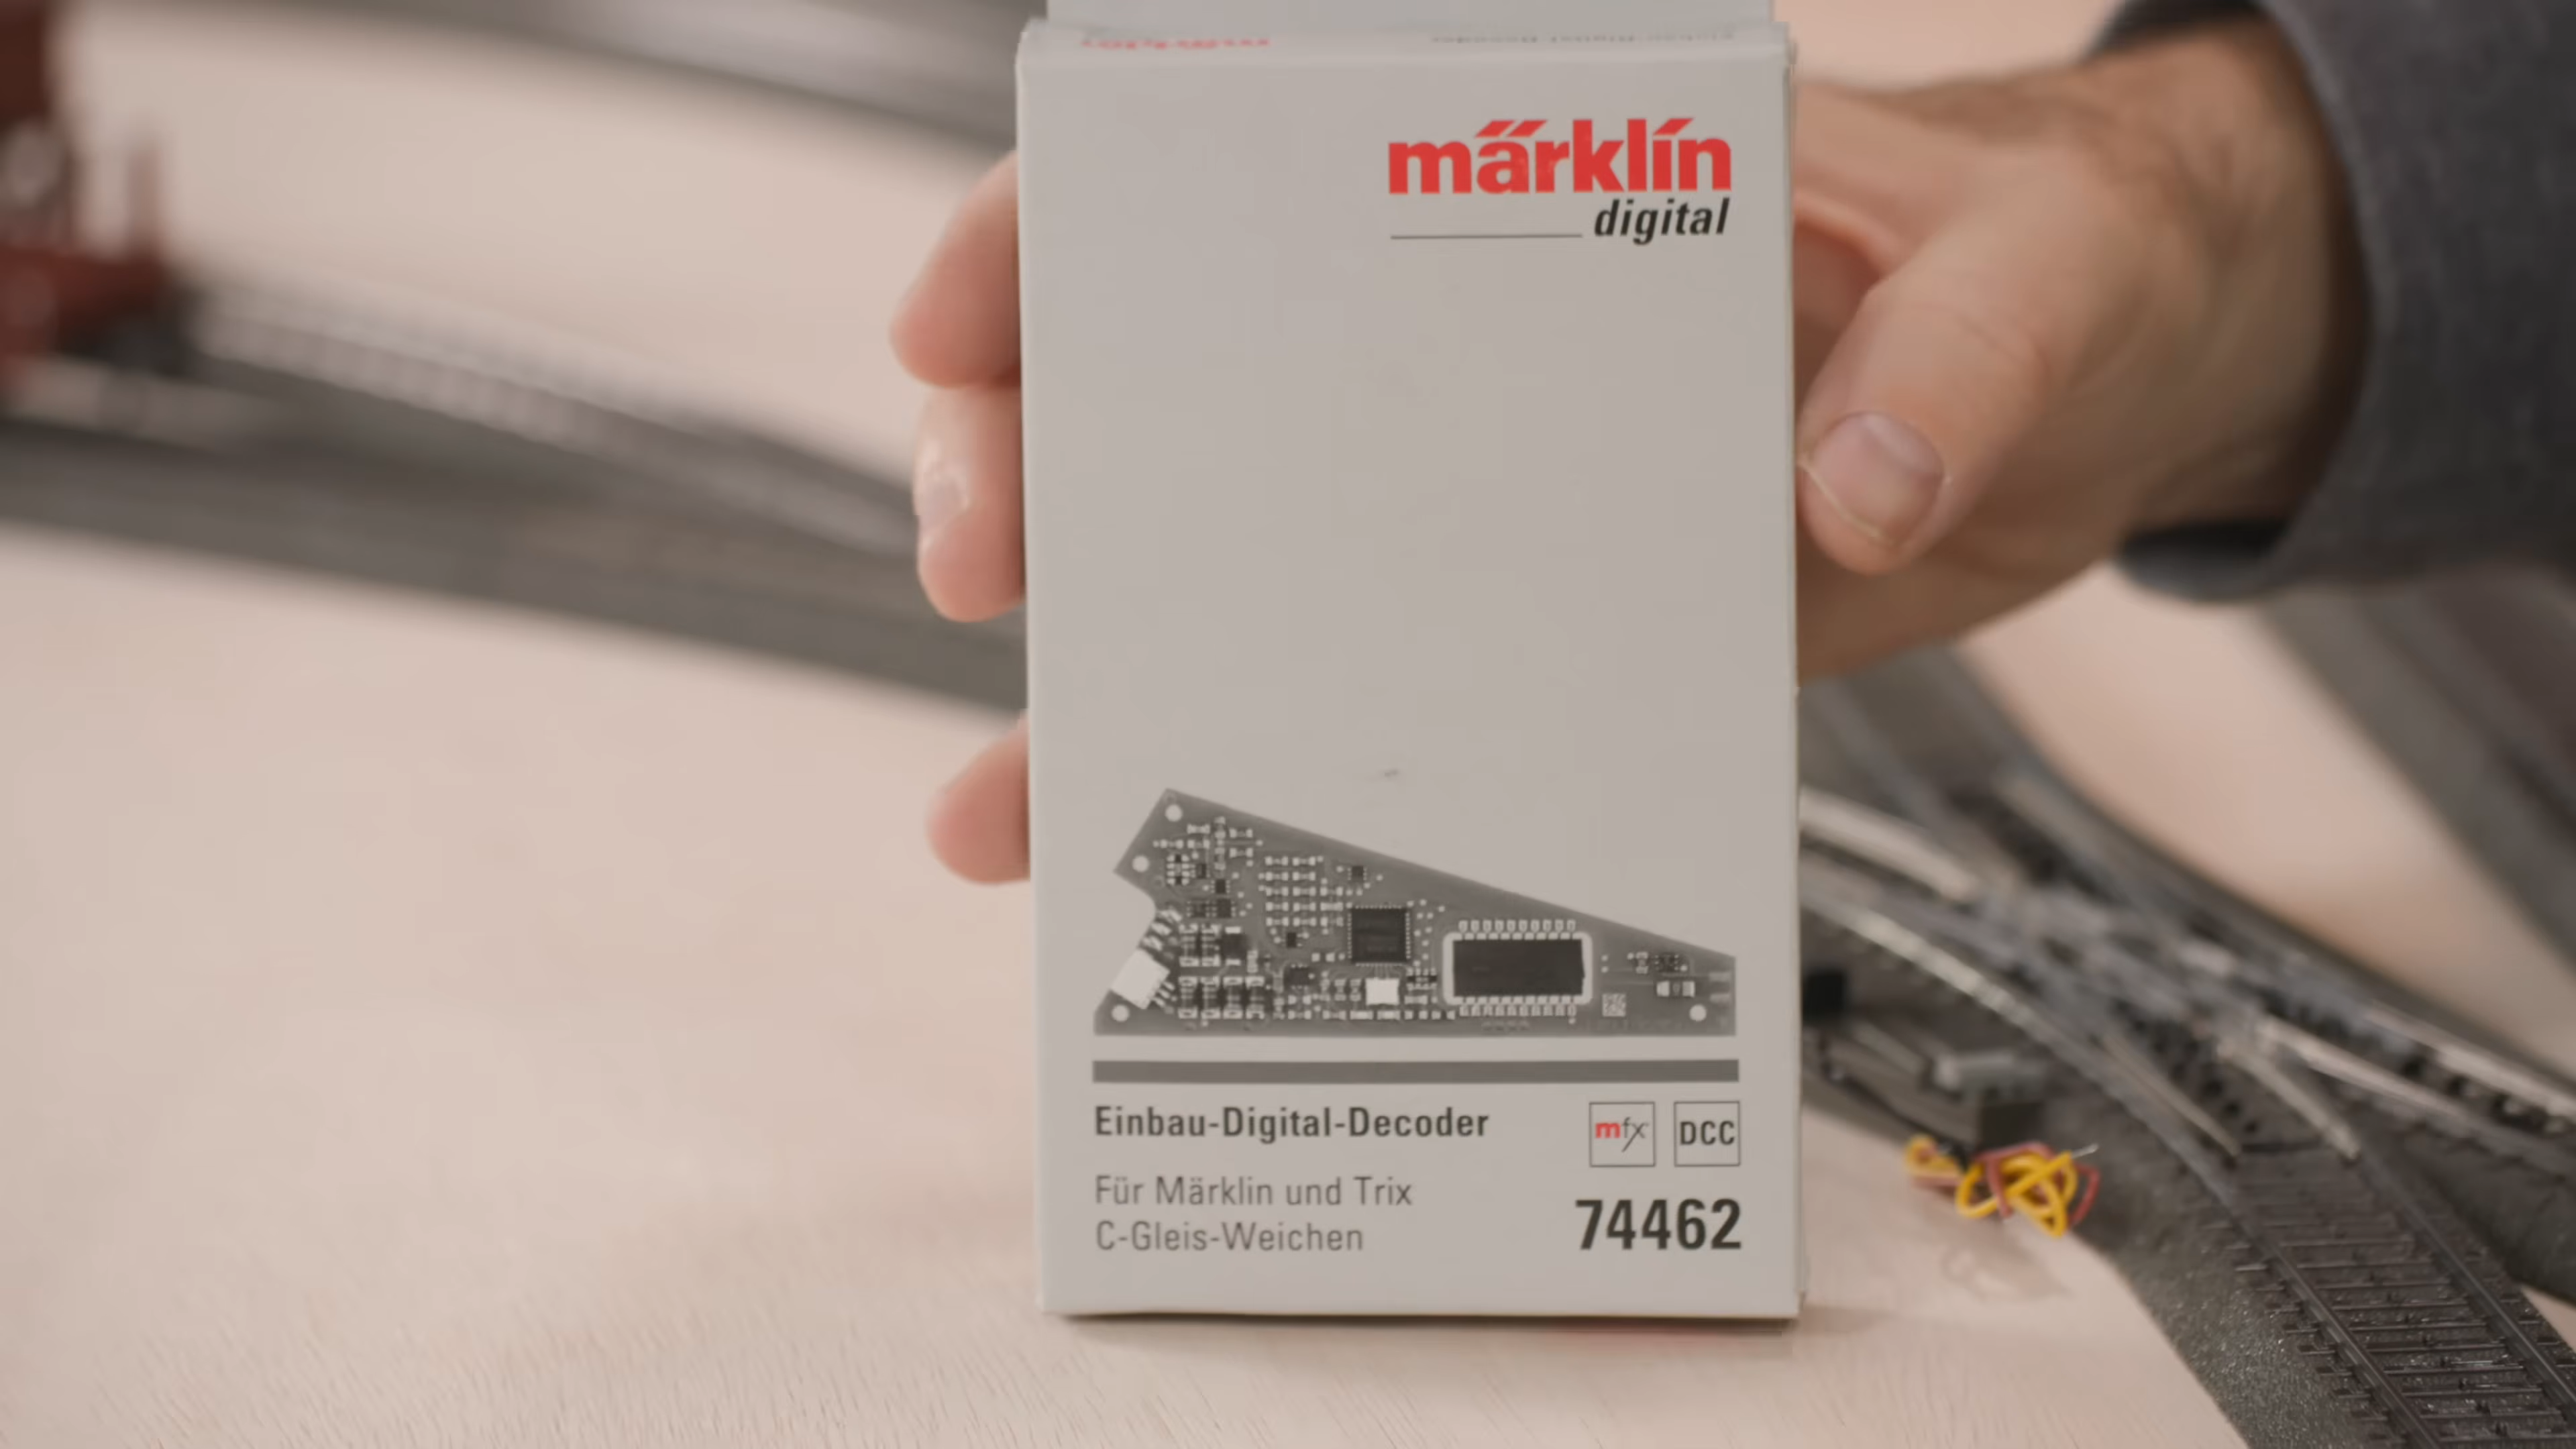 märklin
digital
Einbau-Digital-Decoder
mfx
DCC
Für Märklin und Trix
C-Gleis-Weichen
74462